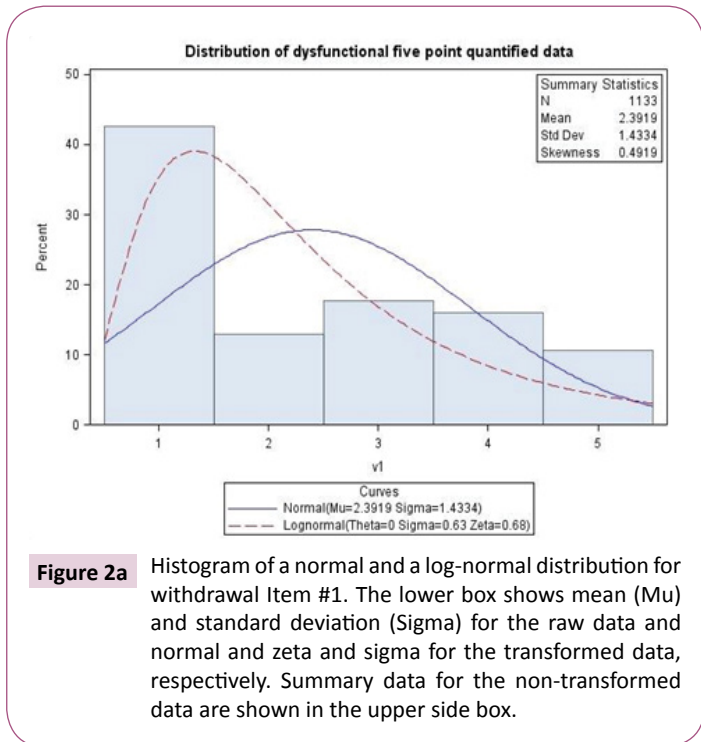 Distribution of dysfunctional five point quantified data
Summary Statistics
N 1133
Mean 2.3919
Std Dev 1.4334
Skewness 0.4919
Percent
50
40
30
20
10
0
1 2 3 4 5
v1
Curves
Normal(Mu=2.3919 Sigma=1.4334)
Lognormal(Theta=0 Sigma=0.63 Zeta=0.68)
Figure 2a
Histogram of a normal and a log-normal distribution for
withdrawal Item #1. The lower box shows mean (Mu)
and standard deviation (Sigma) for the raw data and
normal and zeta and sigma for the transformed data,
respectively. Summary data for the non-transformed
data are shown in the upper side box.